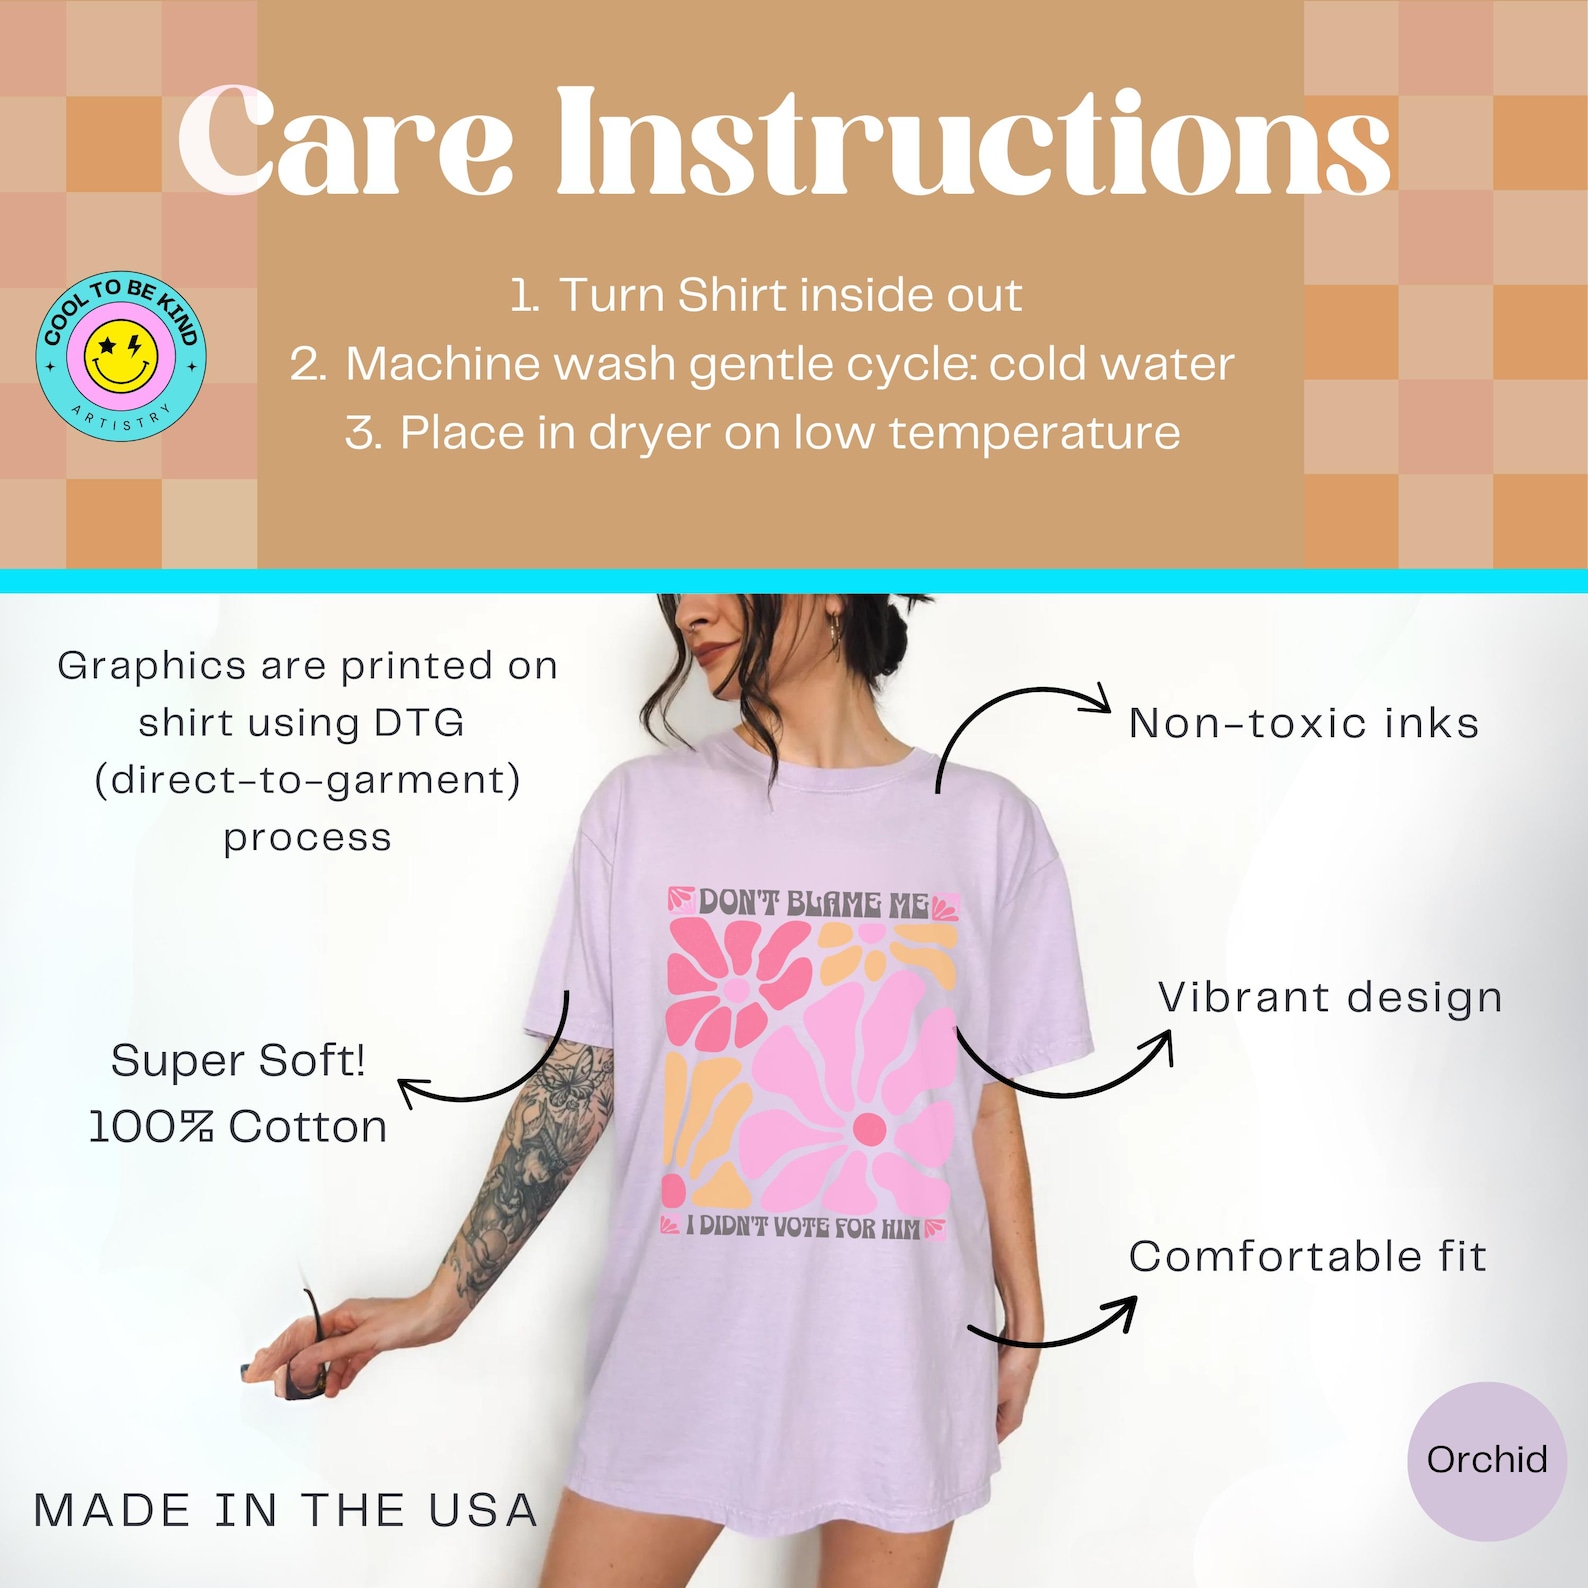 Care Instructions
1. Turn Shirt inside out
2. Machine wash gentle cycle: cold water
3. Place in dryer on low temperature
COOL TO BE KIND
ARTISTRY
Graphics are printed on
shirt using DTG
(direct-to-garment)
process
Non-toxic inks
DON'T BLAME ME
I DIDN'T VOTE FOR HIM
Vibrant design
Super Soft!
100% Cotton
Comfortable fit
Orchid
MADE IN THE USA